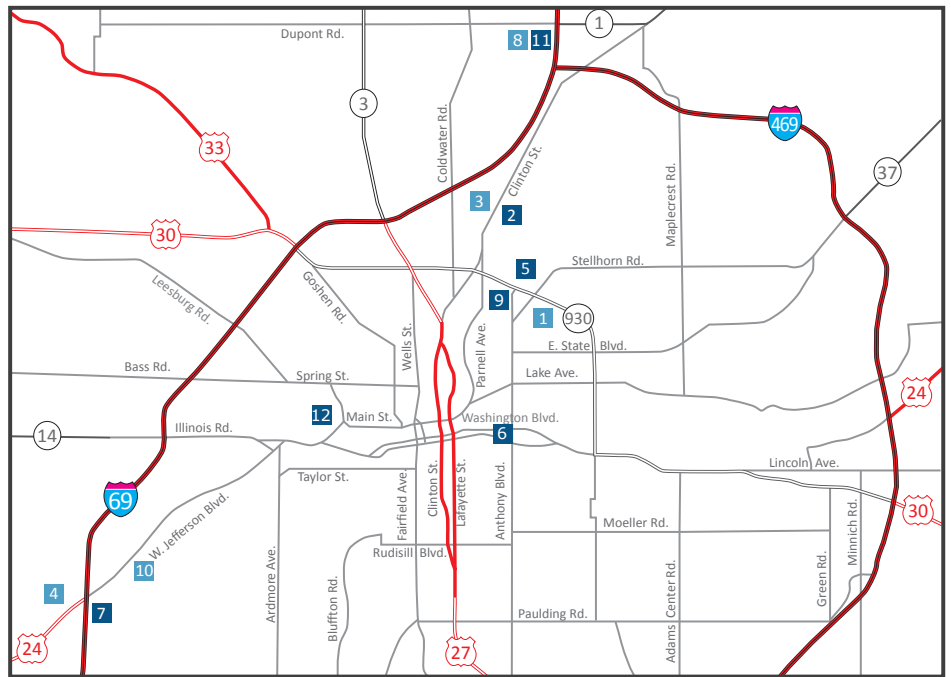 1
Dupont Rd.
8
11
3
Coldwater Rd.
469
33
Clinton St.
Maplecrest Rd.
37
3
2
30
Stellhorn Rd.
5
Leesburg Rd.
Goshen Rd.
9
1
930
Wells St.
Parnell Ave.
E. State Blvd.
Bass Rd.
Spring St.
Lake Ave.
24
12
Main St.
Washington Blvd.
14
Illinois Rd.
6
Lincoln Ave.
Taylor St.
Fairfield Ave.
Clinton St.
Lafayette St.
Anthony Blvd.
69
W. Jefferson Blvd.
30
Moeller Rd.
Minnich Rd.
Rudisill Blvd.
10
Ardmore Ave.
Bluffton Rd.
Adams Center Rd.
Green Rd.
4
7
Paulding Rd.
24
27